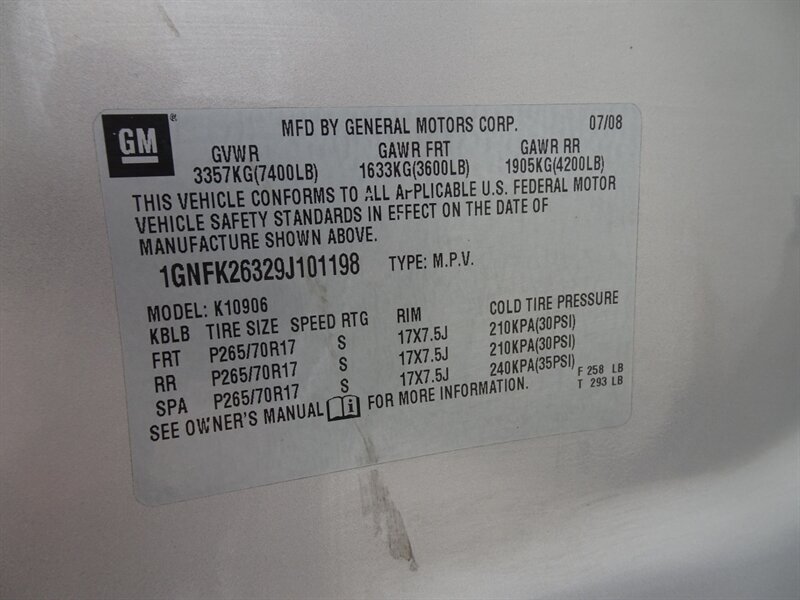 GM ® MFD BY GENERAL MOTORS CORP. 07/08
GVWR GAWR FRT GAWR RR
3357KG(7400LB) 1633KG(3600LB) 1905KG(4200LB)
THIS VEHICLE CONFORMS TO ALL APPLICABLE U.S. FEDERAL MOTOR
VEHICLE SAFETY STANDARDS IN EFFECT ON THE DATE OF
MANUFACTURE SHOWN ABOVE.
1GNFK26329J101198 TYPE: M.P.V.
MODEL: K10906
KBLB TIRE SIZE SPEED RTG RIM COLD TIRE PRESSURE
FRT P265/70R17 S 17X7.5J 210KPA(30PSI)
RR P265/70R17 S 17X7.5J 210KPA(30PSI)
SPA P265/70R17 S 17X7.5J 240KPA(35PSI) F 258 LB
SEE OWNER'S MANUAL i FOR MORE INFORMATION. T 293 LB